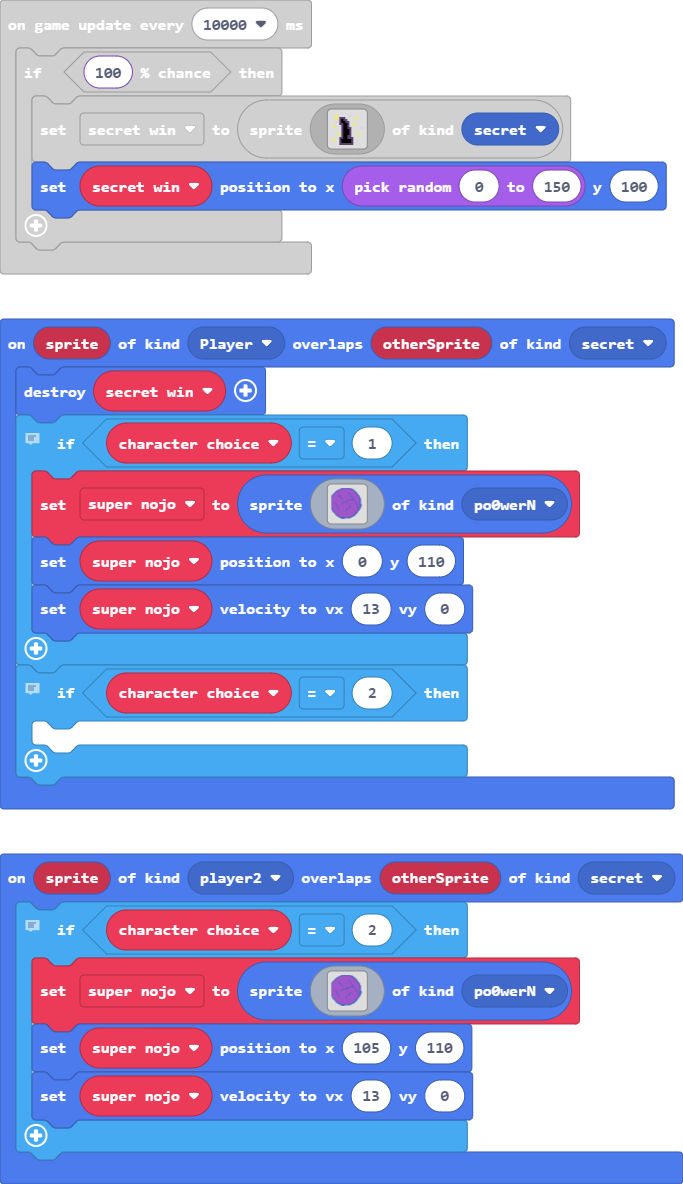 on game update every 10000 ms
if 100 % chance then
set secret win to sprite of kind secret
set secret win position to x pick random 0 to 150 y 100
on sprite of kind Player overlaps otherSprite of kind secret
destroy secret win
if character choice = 1 then
set super nojo to sprite of kind po0werN
set super nojo position to x 0 y 110
set super nojo velocity to vx 13 vy 0
if character choice = 2 then
on sprite of kind player2 overlaps otherSprite of kind secret
if character choice = 2 then
set super nojo to sprite of kind po0werN
set super nojo position to x 105 y 110
set super nojo velocity to vx 13 vy 0